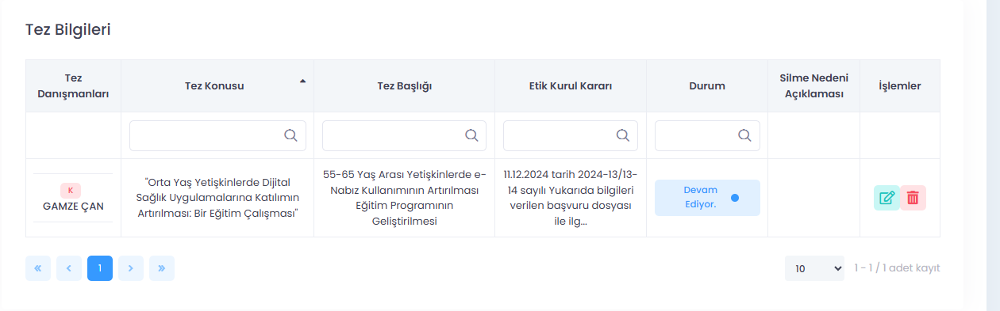 Tez Bilgileri
Tez
Danışmanları
Tez Konusu
Tez Başlığı
Etik Kurul Kararı
Durum
Silme Nedeni
Açıklaması
İşlemler
K
GAMZE ÇAN
"Orta Yaş Yetişkinlerde Dijital
Sağlık Uygulamalarına Katılımın
Artırılması: Bir Eğitim Çalışması"
55-65 Yaş Arası Yetişkinlerde e-
Nabız Kullanımının Artırılması
Eğitim Programının
Geliştirilmesi
11.12.2024 tarih 2024-13/13-
14 sayılı Yukarıda bilgileri
verilen başvuru dosyası
ile ilg...
Devam
Ediyor.
« ‹ 1 › »
10
1 - 1 / 1 adet kayıt